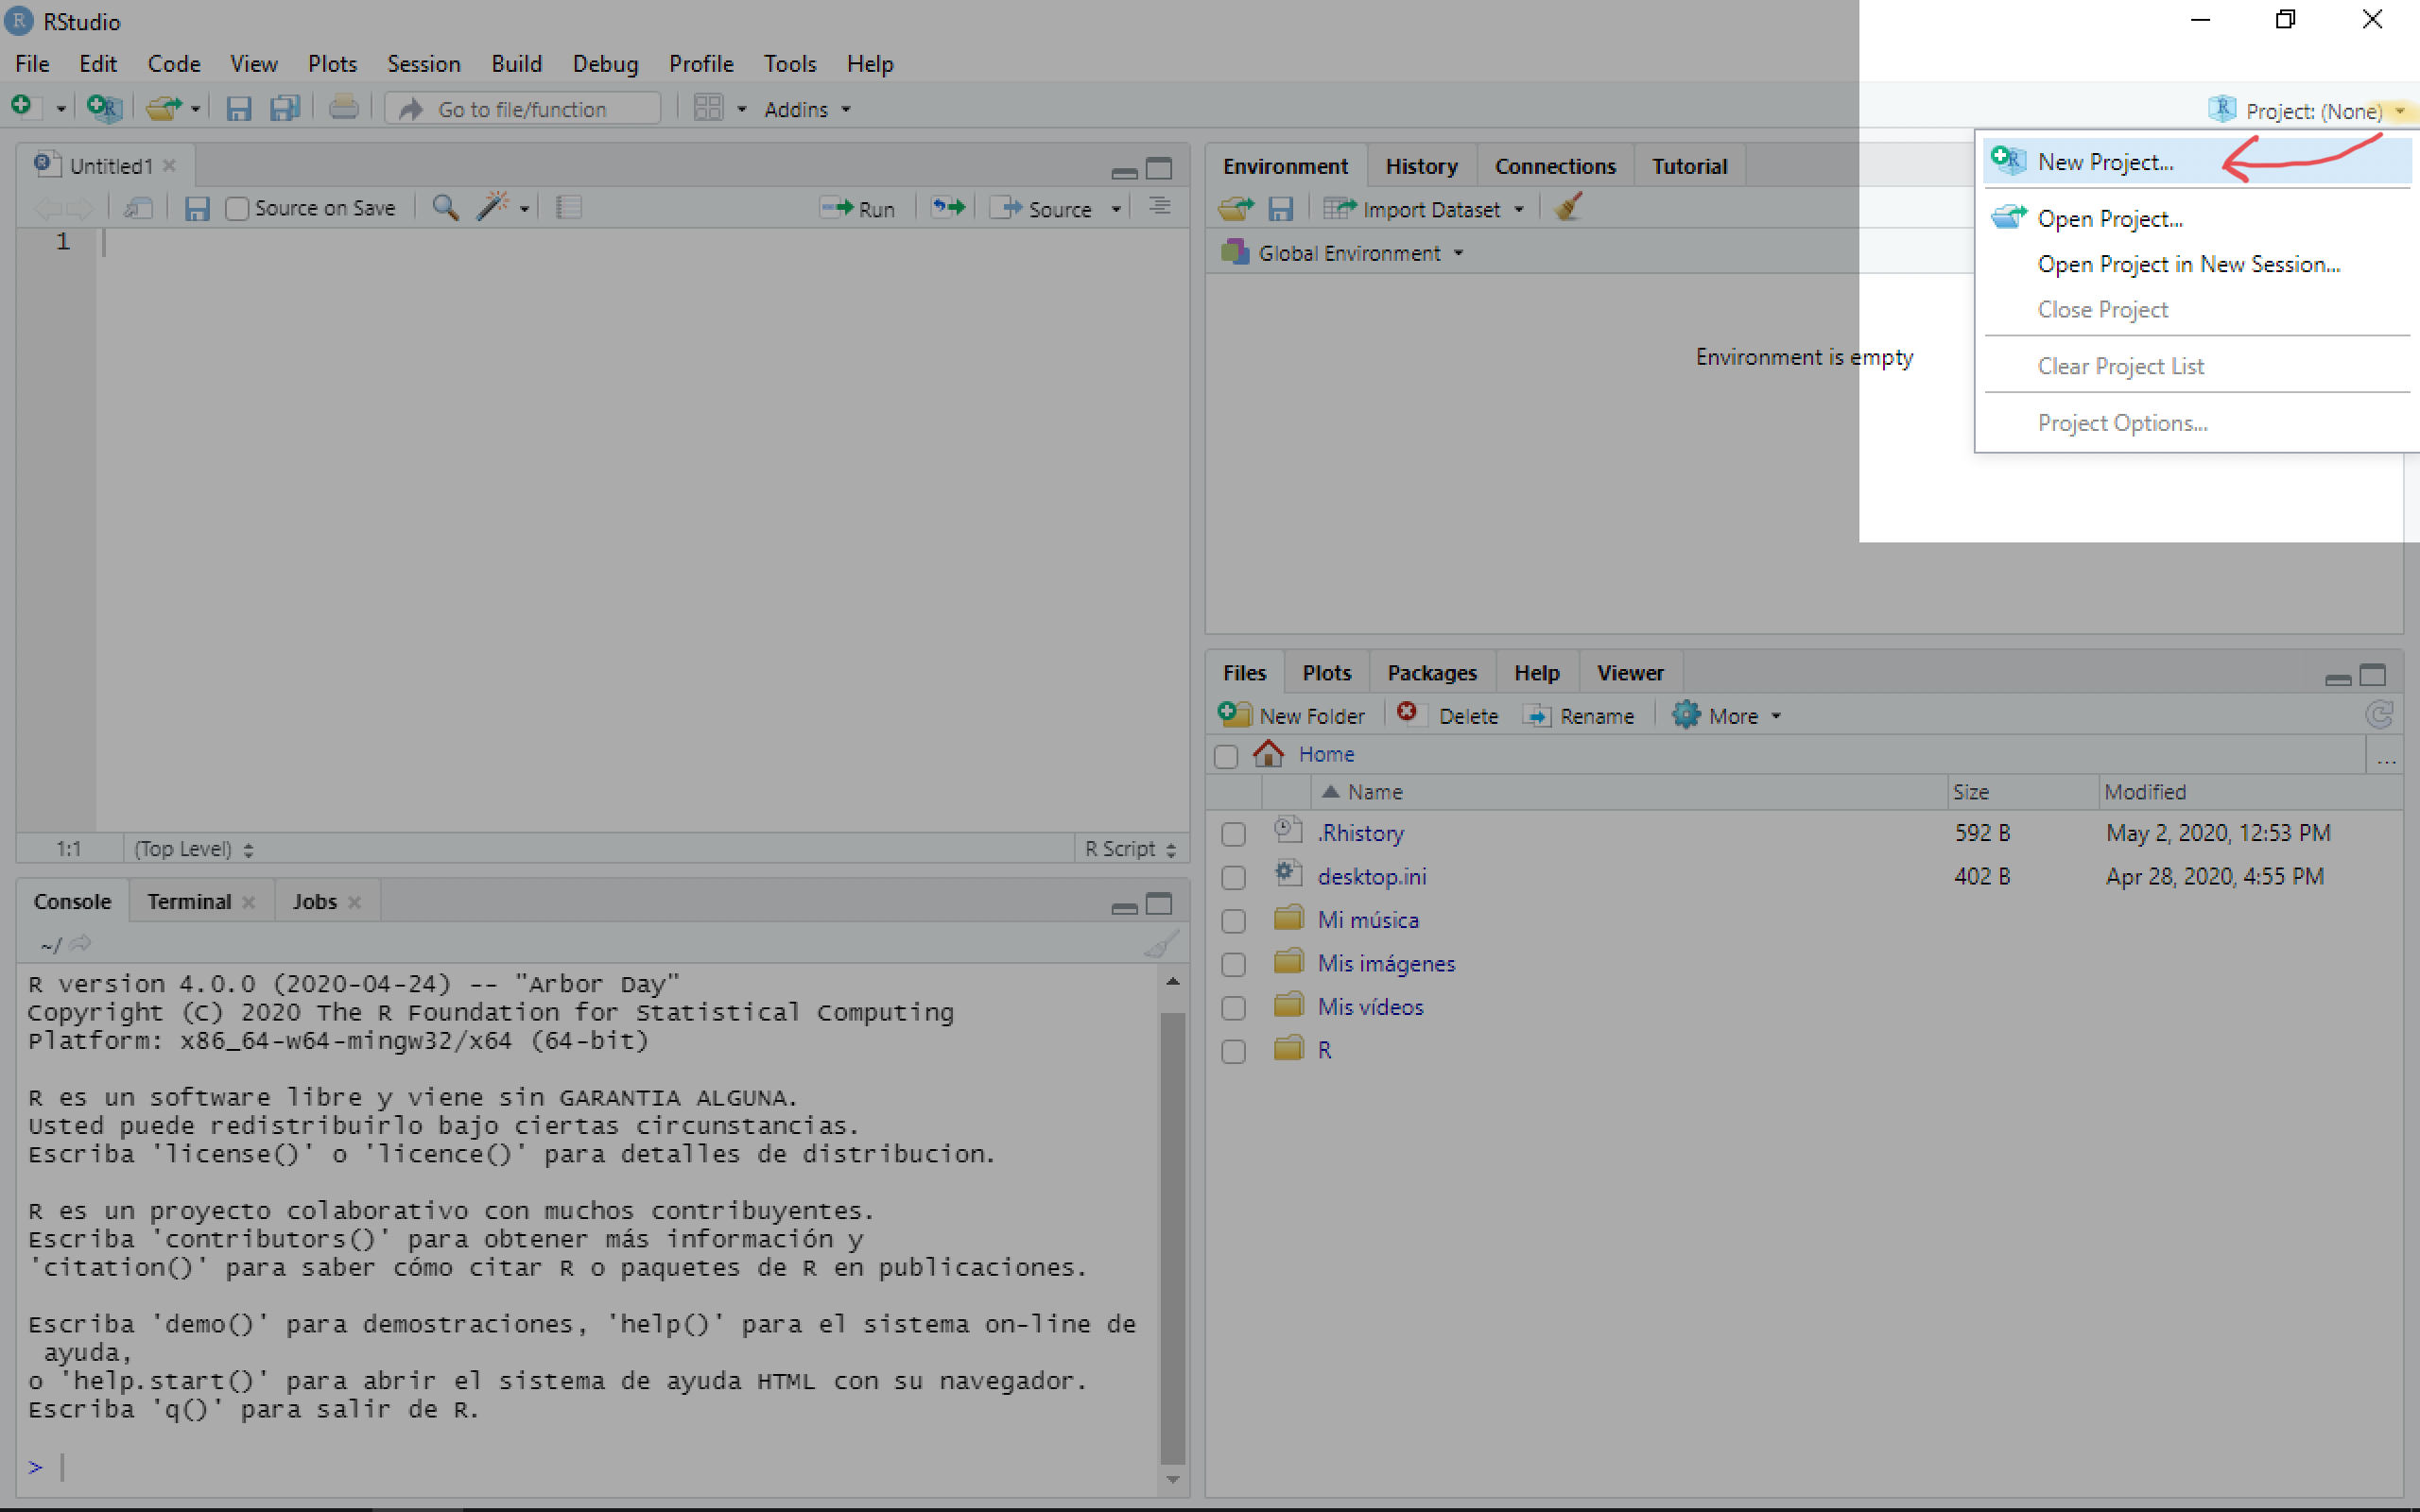 RStudio
File Edit Code View Plots Session Build Debug Profile Tools Help
Go to file/function Addins Project: (None)
New Project...
Open Project...
Open Project in New Session...
Close Project
Clear Project List
Project Options...
Untitled1
Source on Save Run Source
1
1:1 (Top Level) R Script
Environment History Connections Tutorial
Import Dataset
Global Environment
Environment is empty
Console Terminal Jobs
~/
R version 4.0.0 (2020-04-24) -- "Arbor Day"
Copyright (C) 2020 The R Foundation for Statistical Computing
Platform: x86_64-w64-mingw32/x64 (64-bit)
R es un software libre y viene sin GARANTIA ALGUNA.
Usted puede redistribuirlo bajo ciertas circunstancias.
Escriba 'license()' o 'licence()' para detalles de distribucion.
R es un proyecto colaborativo con muchos contribuyentes.
Escriba 'contributors()' para obtener más información y
'citation()' para saber cómo citar R o paquetes de R en publicaciones.
Escriba 'demo()' para demostraciones, 'help()' para el sistema on-line de
ayuda,
o 'help.start()' para abrir el sistema de ayuda HTML con su navegador.
Escriba 'q()' para salir de R.
>
Files Plots Packages Help Viewer
New Folder Delete Rename More
Home ...
Name Size Modified
.Rhistory 592 B May 2, 2020, 12:53 PM
desktop.ini 402 B Apr 28, 2020, 4:55 PM
Mi música
Mis imágenes
Mis vídeos
R